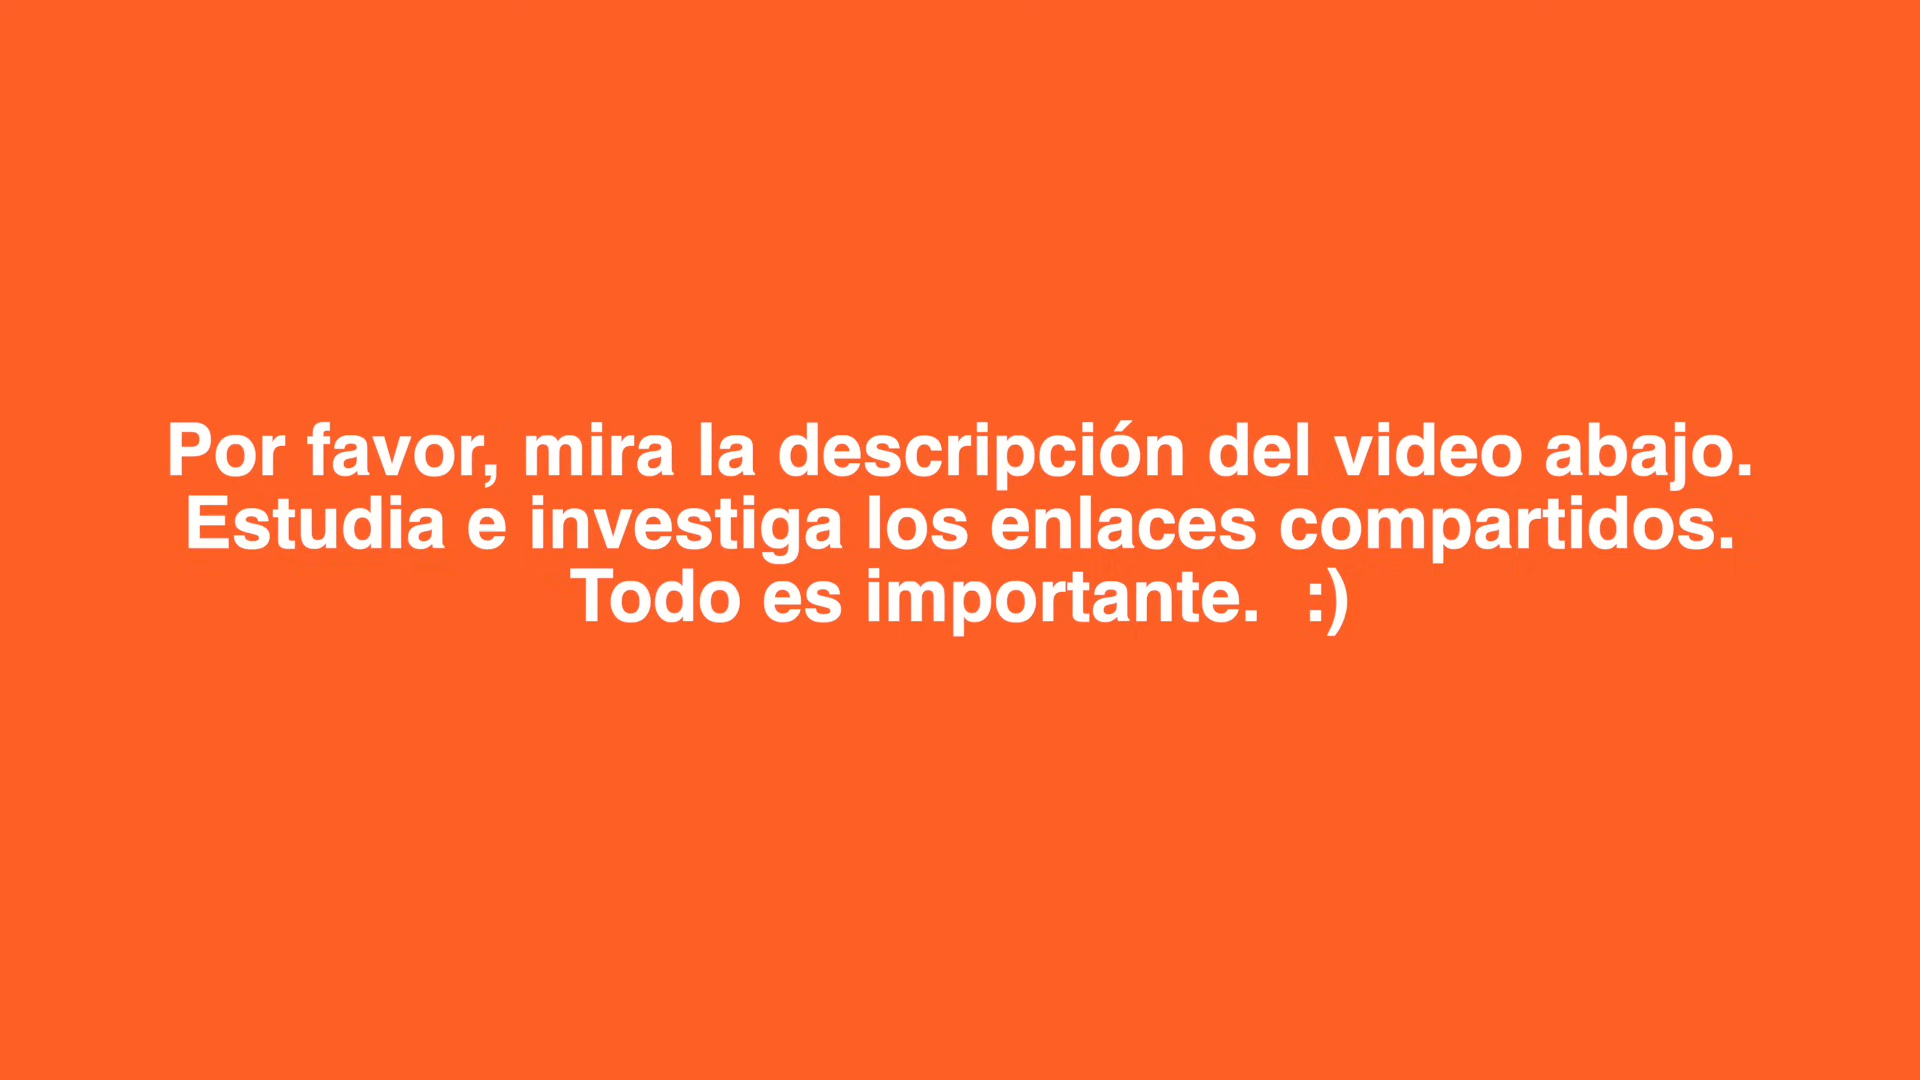 Por favor, mira la descripción del video abajo.
Estudia e investiga los enlaces compartidos.
Todo es importante.  :)